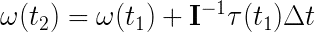 ω(t₂) = ω(t₁) + 𝐈⁻¹τ(t₁)Δt